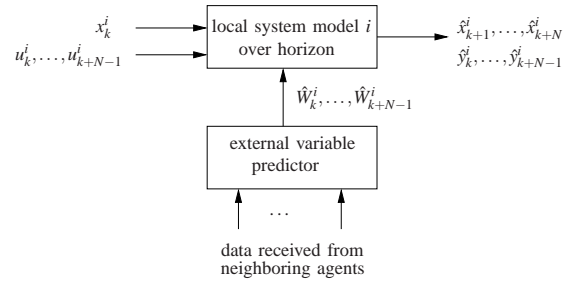 x_k^i
u_k^i,…,u_{k+N−1}^i
local system model i
over horizon
x̂_{k+1}^i,…,x̂_{k+N}^i
ŷ_k^i,…,ŷ_{k+N−1}^i
Ŵ_k^i,…,Ŵ_{k+N−1}^i
external variable
predictor
…
data received from
neighboring agents